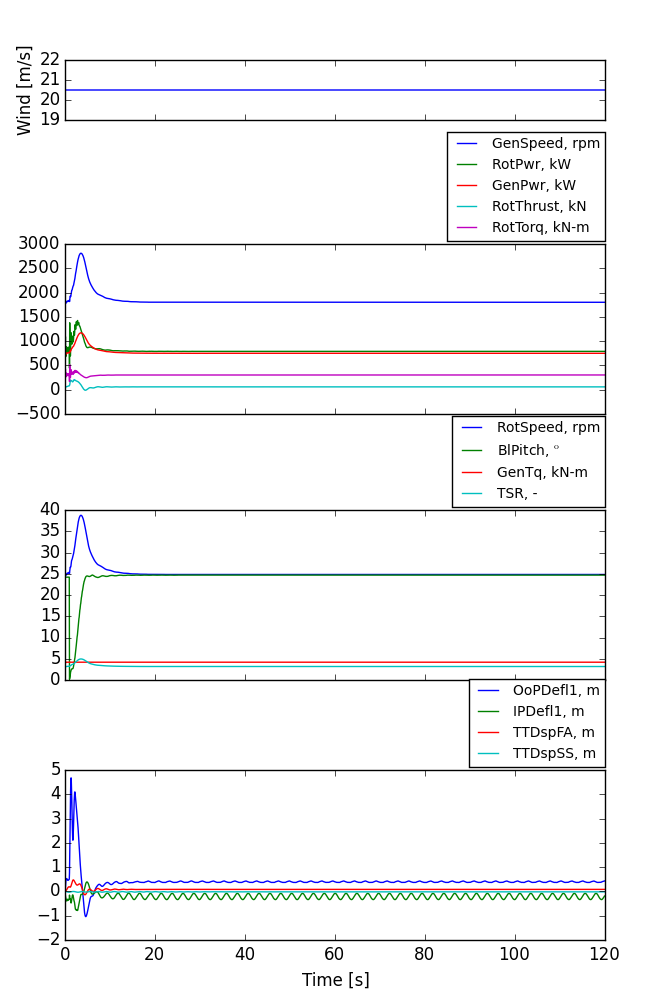 Wind [m/s]
22
21
20
19
GenSpeed, rpm
RotPwr, kW
GenPwr, kW
RotThrust, kN
RotTorq, kN-m
3000
2500
2000
1500
1000
500
0
−500
RotSpeed, rpm
BlPitch, °
GenTq, kN-m
TSR, -
40
35
30
25
20
15
10
5
0
OoPDefl1, m
IPDefl1, m
TTDspFA, m
TTDspSS, m
5
4
3
2
1
0
−1
−2
0 20 40 60 80 100 120
Time [s]